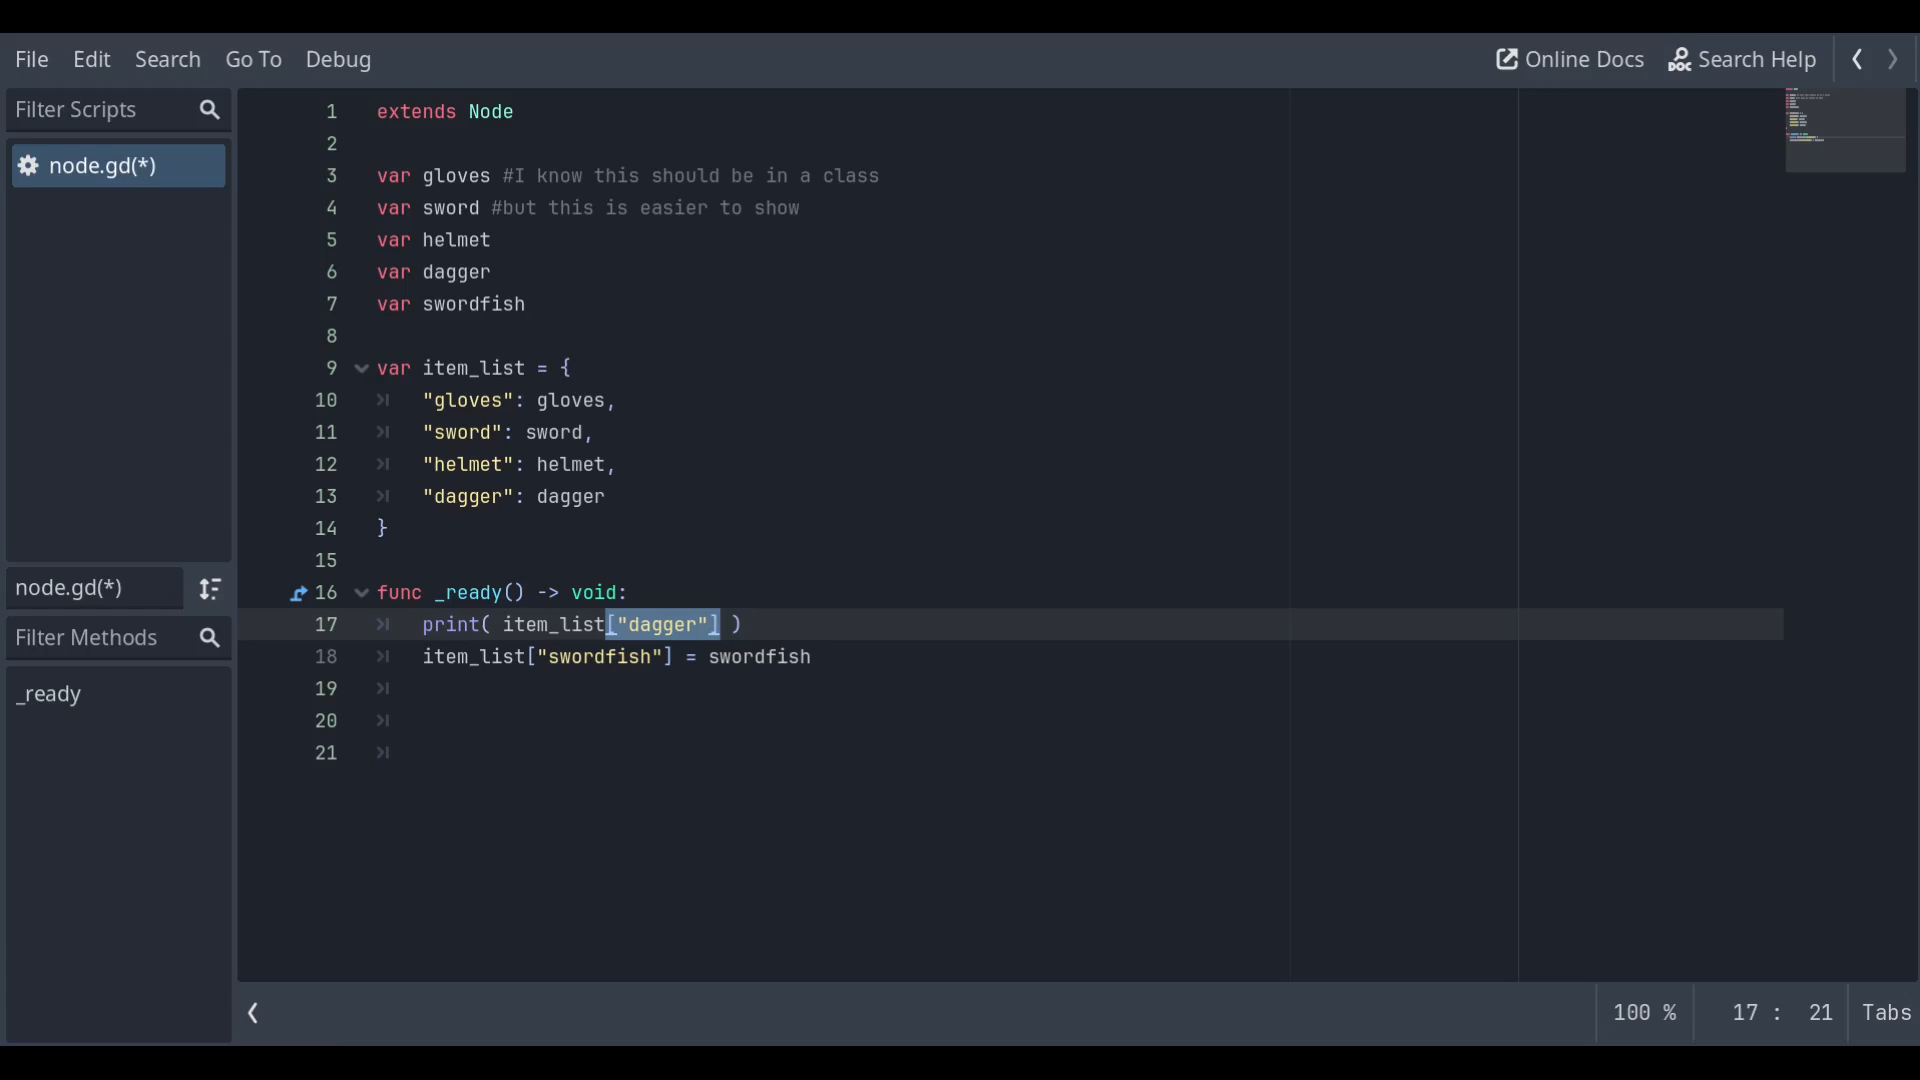 File Edit Search Go To Debug Online Docs Search Help
Filter Scripts
node.gd(*)
node.gd(*)
Filter Methods
_ready
1 extends Node
2
3 var gloves #I know this should be in a class
4 var sword #but this is easier to show
5 var helmet
6 var dagger
7 var swordfish
8
9 var item_list = {
10 "gloves": gloves,
11 "sword": sword,
12 "helmet": helmet,
13 "dagger": dagger
14 }
15
16 func _ready() -> void:
17 print( item_list["dagger"] )
18 item_list["swordfish"] = swordfish
19
20
21
100 % 17 : 21 Tabs